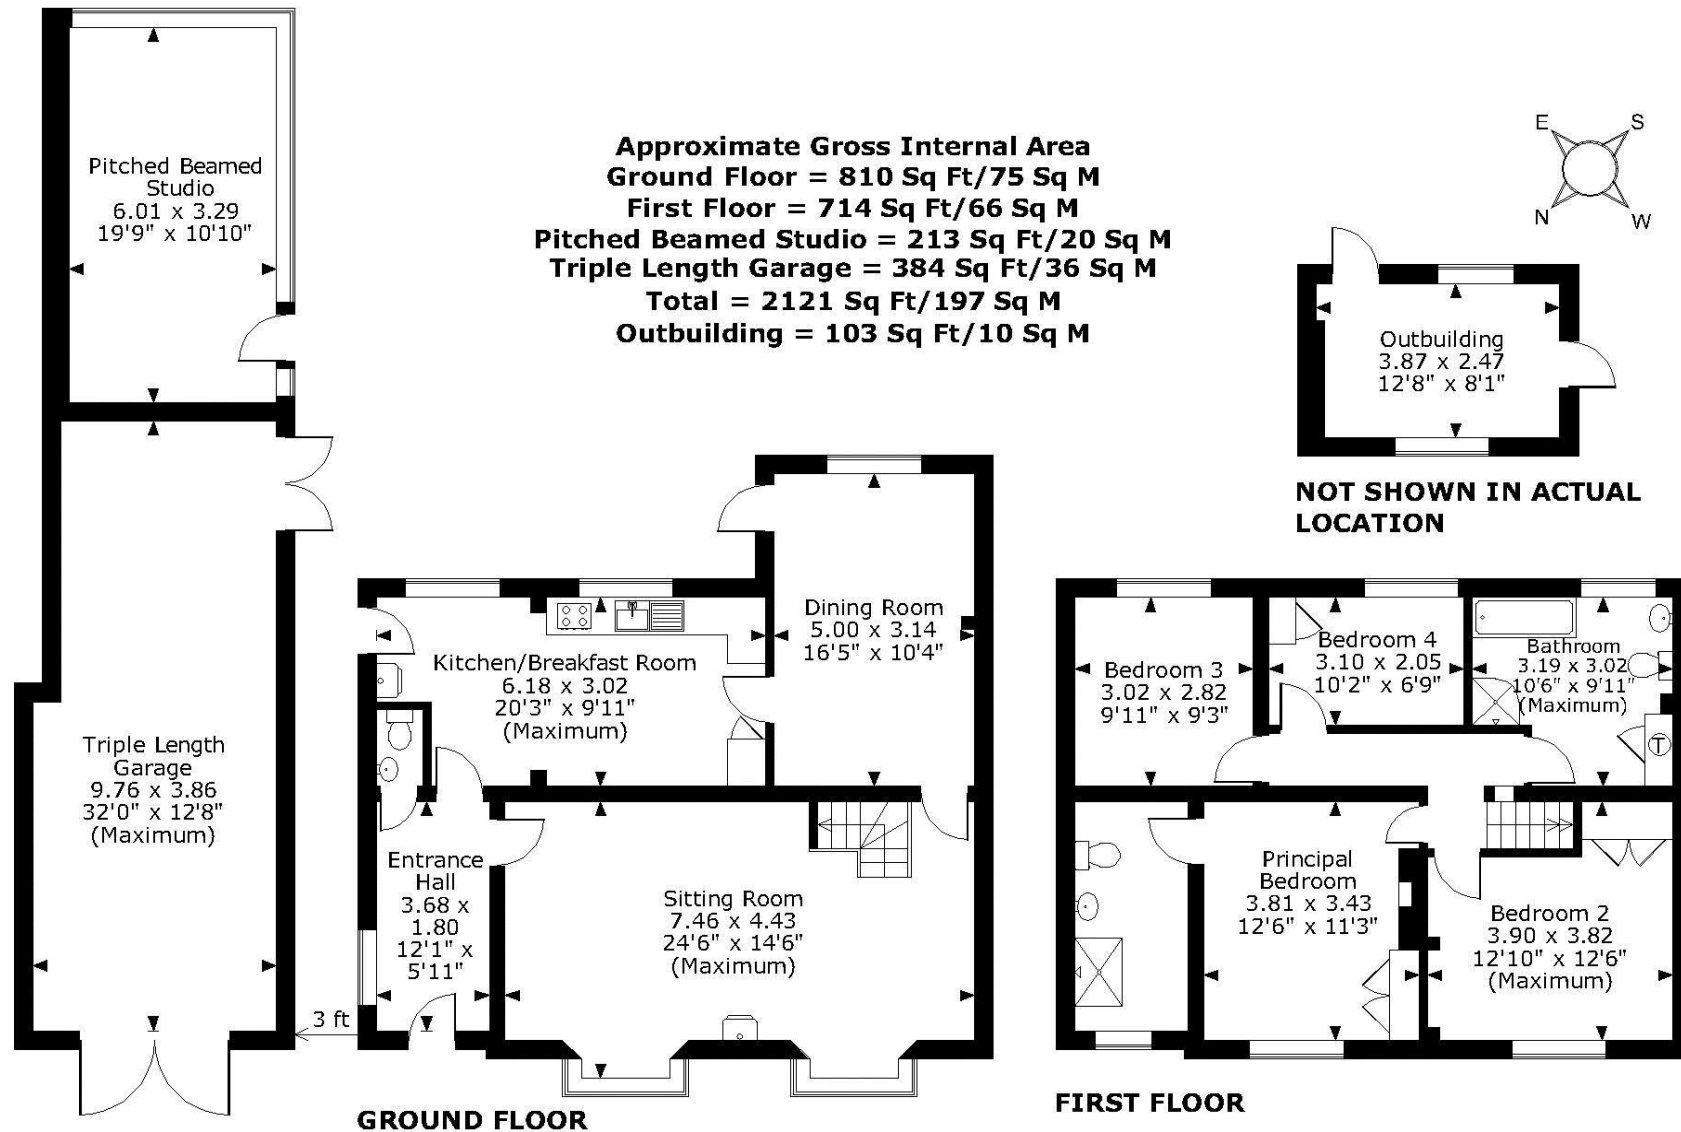 Approximate Gross Internal Area
Ground Floor = 810 Sq Ft/75 Sq M
First Floor = 714 Sq Ft/66 Sq M
Pitched Beamed Studio = 213 Sq Ft/20 Sq M
Triple Length Garage = 384 Sq Ft/36 Sq M
Total = 2121 Sq Ft/197 Sq M
Outbuilding = 103 Sq Ft/10 Sq M
E
S
N
W
Pitched Beamed
Studio
6.01 x 3.29
19'9" x 10'10"
Outbuilding
3.87 x 2.47
12'8" x 8'1"
NOT SHOWN IN ACTUAL
LOCATION
Triple Length
Garage
9.76 x 3.86
32'0" x 12'8"
(Maximum)
3 ft
Kitchen/Breakfast Room
6.18 x 3.02
20'3" x 9'11"
(Maximum)
Dining Room
5.00 x 3.14
16'5" x 10'4"
Entrance
Hall
3.68 x
1.80
12'1" x
5'11"
Sitting Room
7.46 x 4.43
24'6" x 14'6"
(Maximum)
GROUND FLOOR
Bedroom 3
3.02 x 2.82
9'11" x 9'3"
Bedroom 4
3.10 x 2.05
10'2" x 6'9"
Bathroom
3.19 x 3.02
10'6" x 9'11"
(Maximum)
T
Principal
Bedroom
3.81 x 3.43
12'6" x 11'3"
Bedroom 2
3.90 x 3.82
12'10" x 12'6"
(Maximum)
FIRST FLOOR